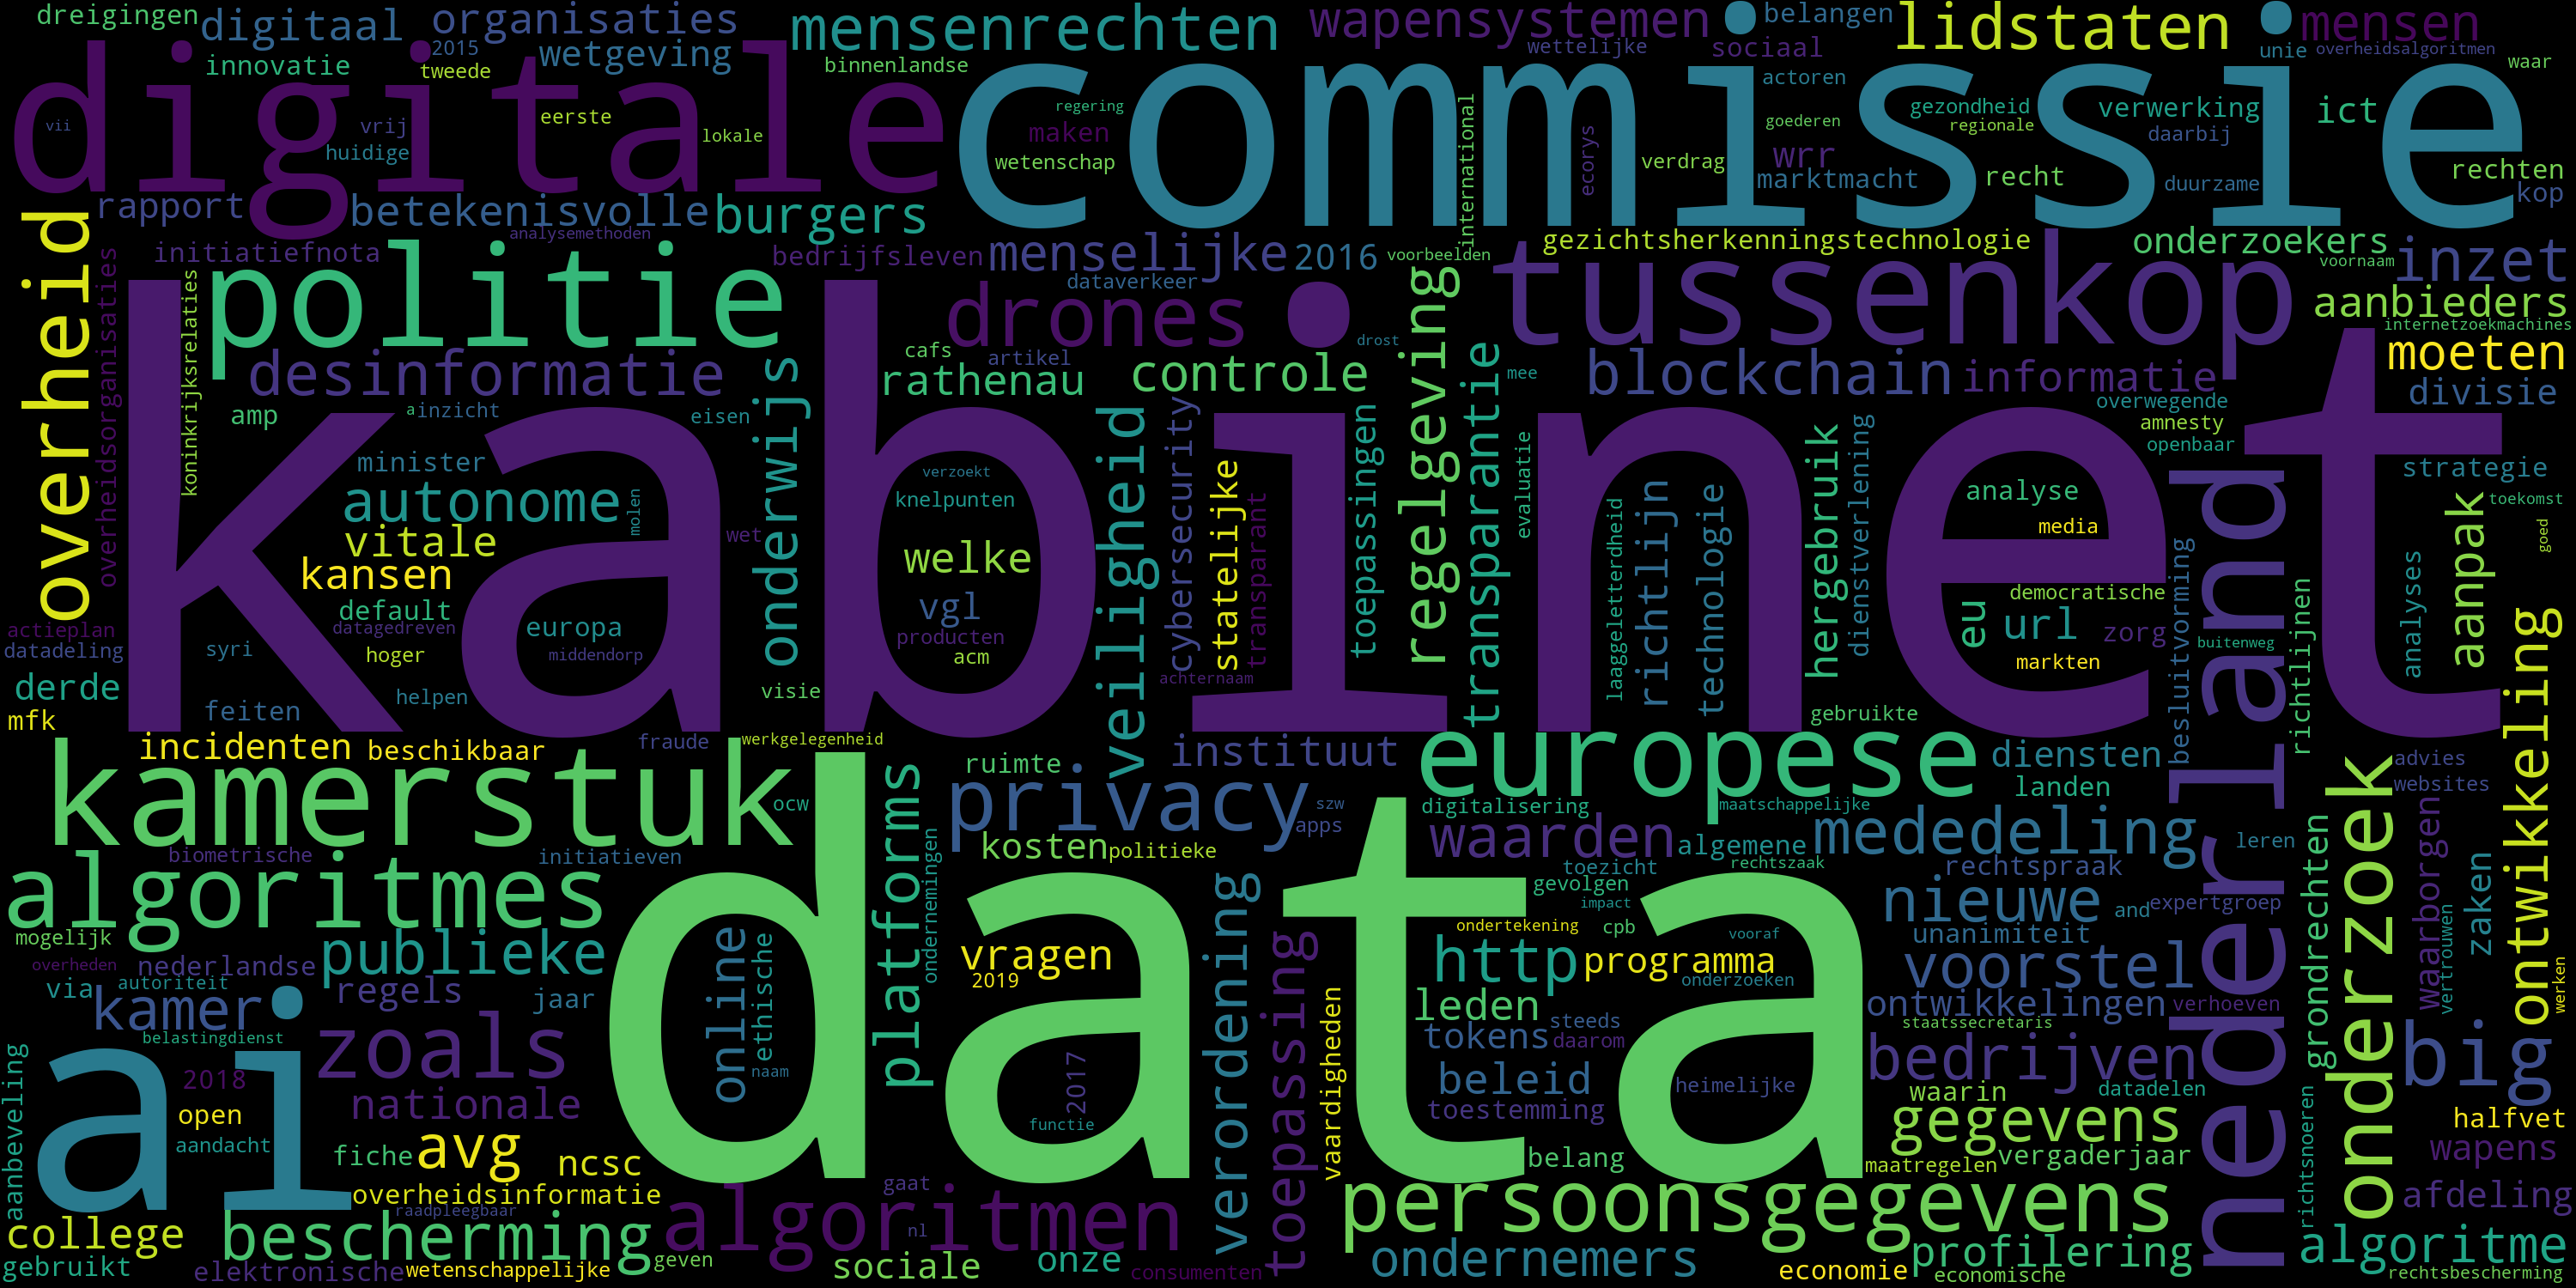 dreigingen
digitaal
organisaties
mensenrechten
wapensystemen
belangen
lidstaten
mensen
innovatie
2015
tweede
wetgeving
binnenlandse
wettelijke
sociaal
unie
overheidsalgoritmen
waar
digitale
commissie
vii
vrij
huidige
eerste
lokale
regering
maken
wetenschap
international
ecorys
actoren
goederen
gezondheid
regionale
verwerking
daarbij
ict
verdrag
wrr
marktmacht
recht
duurzame
rechten
kop
rapport
betekenisvolle
burgers
analysemethoden
overheid
overheidsorganisaties
initiatiefnota
koninkrijksrelaties
politie
bedrijfsleven
menselijke
2016
dataverkeer
voorbeelden
gezichtsherkenningstechnologie
onderzoekers
voornaam
inzet
drones
regelgeving
tussenkop
aanbieders
internetzoekmachines
desinformatie
onderwijs
cafs
artikel
rathenau
controle
drost
transparantie
mee
blockchain
informatie
moeten
divisie
kabinet
amp
a
inzicht
eisen
veiligheid
cybersecurity
statelijke
transparant
toepassingen
evaluatie
overwegende
amnesty
openbaar
minister
autonome
molen
vitale
kansen
wet
default
datagedreven
europa
middendorp
verzoekt
knelpunten
welke
vgl
producten
acm
achternaam
laaggeletterdheid
richtlijn
technologie
hergebruik
dienstverlening
analyse
media
democratische
eu
url
zorg
markten
besluitvorming
nederland
buitenweg
richtlijnen
strategie
toekomst
aanpak
goed
analyses
ontwikkeling
actieplan
datadeling
syri
hoger
helpen
visie
derde
mfk
feiten
gebruikte
incidenten
beschikbaar
fraude
werkgelegenheid
ruimte
instituut
europese
diensten
landen
advies
websites
kamerstuk
ocw
data
platforms
privacy
szw
apps
digitalisering
maatschappelijke
waarden
algemene
mededeling
leren
onderzoek
waarborgen
biometrische
initiatieven
ondernemingen
kosten
politieke
toezicht
rechtszaak
rechtspraak
grondrechten
zaken
algoritmes
gevolgen
impact
nieuwe
and
expertgroep
vertrouwen
mogelijk
overheden
nederlandse
publieke
online
ethische
vragen
2019
verordening
toepassing
ondertekening
cpb
vooraf
unanimiteit
http
programma
onderzoeken
voorstel
via
autoriteit
regels
jaar
kamer
leden
ontwikkelingen
verhoeven
werken
belastingdienst
tokens
steeds
daarom
staatssecretaris
ai
zoals
naam
2017
vaardigheden
beleid
heimelijke
bedrijven
big
aanbeveling
2018
open
nationale
functie
toestemming
waarin
datadelen
richtsnoeren
halfvet
aandacht
avg
gegevens
wapens
fiche
ncsc
belang
maatregelen
vergaderjaar
overheidsinformatie
gaat
persoonsgegevens
afdeling
raadpleegbaar
college
bescherming
algoritmen
nl
profilering
algoritme
gebruikt
elektronische
wetenschappelijke
geven
sociale
onze
consumenten
ondernemers
economie
economische
rechtsbescherming